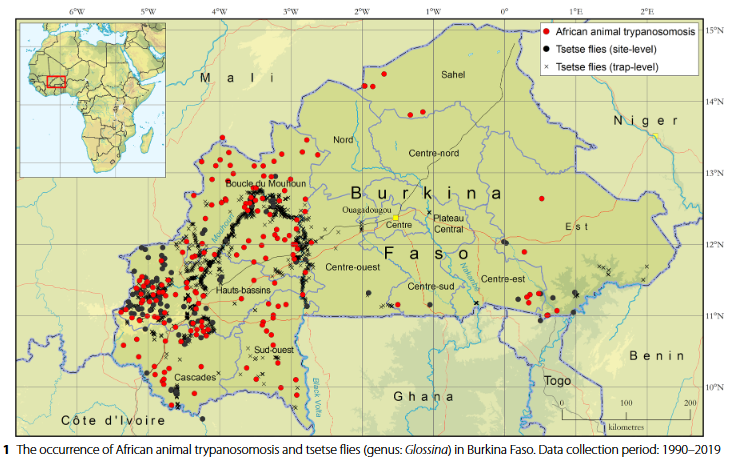 5°W 4°W 3°W 2°W 1°W 0° 1°E 2°E
African animal trypanosomosis
Tsetse flies (site-level)
Tsetse flies (trap-level)
15°N
Mali
Sahel
14°N
Niger
Nord
Centre-nord
13°N
Boucle du Mouhoun
Burkina
Ouagadougou
Centre
Plateau
Central
Est
12°N
Faso
Mouhoun
Nakanbé
Centre-ouest
Centre-est
Centre-sud
Hauts-bassins
11°N
Sud-ouest
Benin
Cascades
Black Volta
Ghana
Togo
10°N
Côte d'Ivoire
0 100 200
kilometres
1 The occurrence of African animal trypanosomosis and tsetse flies (genus: Glossina) in Burkina Faso. Data collection period: 1990–2019